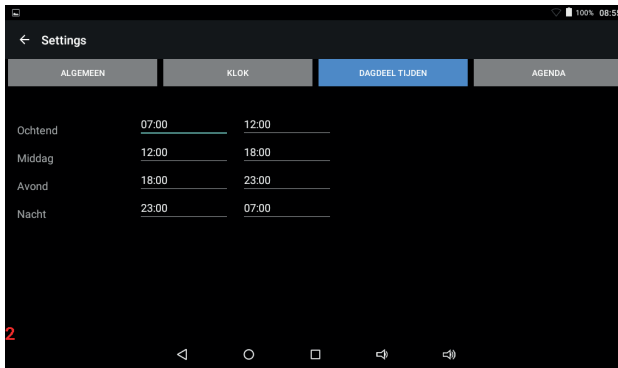 100% 08:55
Settings
ALGEMEEN KLOK DAGDEEL TIJDEN AGENDA
Ochtend 07:00 12:00
Middag 12:00 18:00
Avond 18:00 23:00
Nacht 23:00 07:00
2